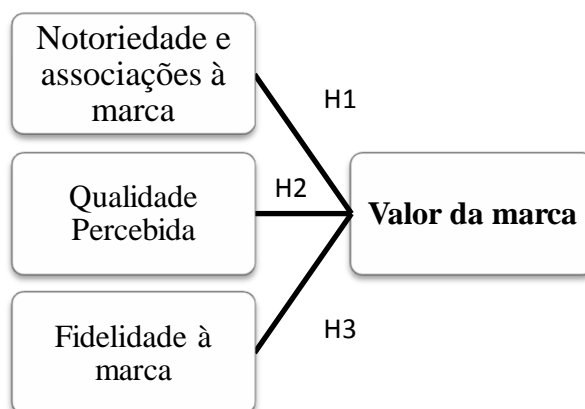 Notoriedade e
associações à
marca
H1
Qualidade
Percebida
H2
Valor da marca
Fidelidade à
marca
H3